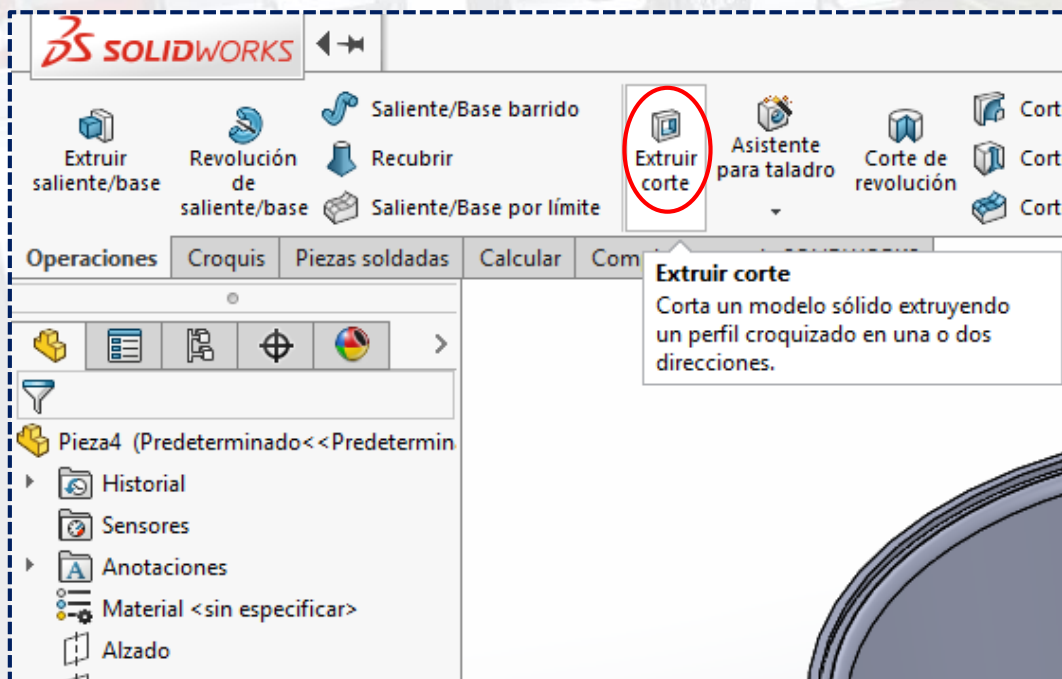 SOLIDWORKS
Extruir
saliente/base
Revolución
de
saliente/base
Saliente/Base barrido
Recubrir
Saliente/Base por límite
Extruir
corte
Asistente
para taladro
Corte de
revolución
Cort
Cort
Cort
Operaciones
Croquis
Piezas soldadas
Calcular
Com
Extruir corte
Corta un modelo sólido extruyendo
un perfil croquizado en una o dos
direcciones.
Pieza4 (Predeterminado<<Predetermin
Historial
Sensores
Anotaciones
Material <sin especificar>
Alzado